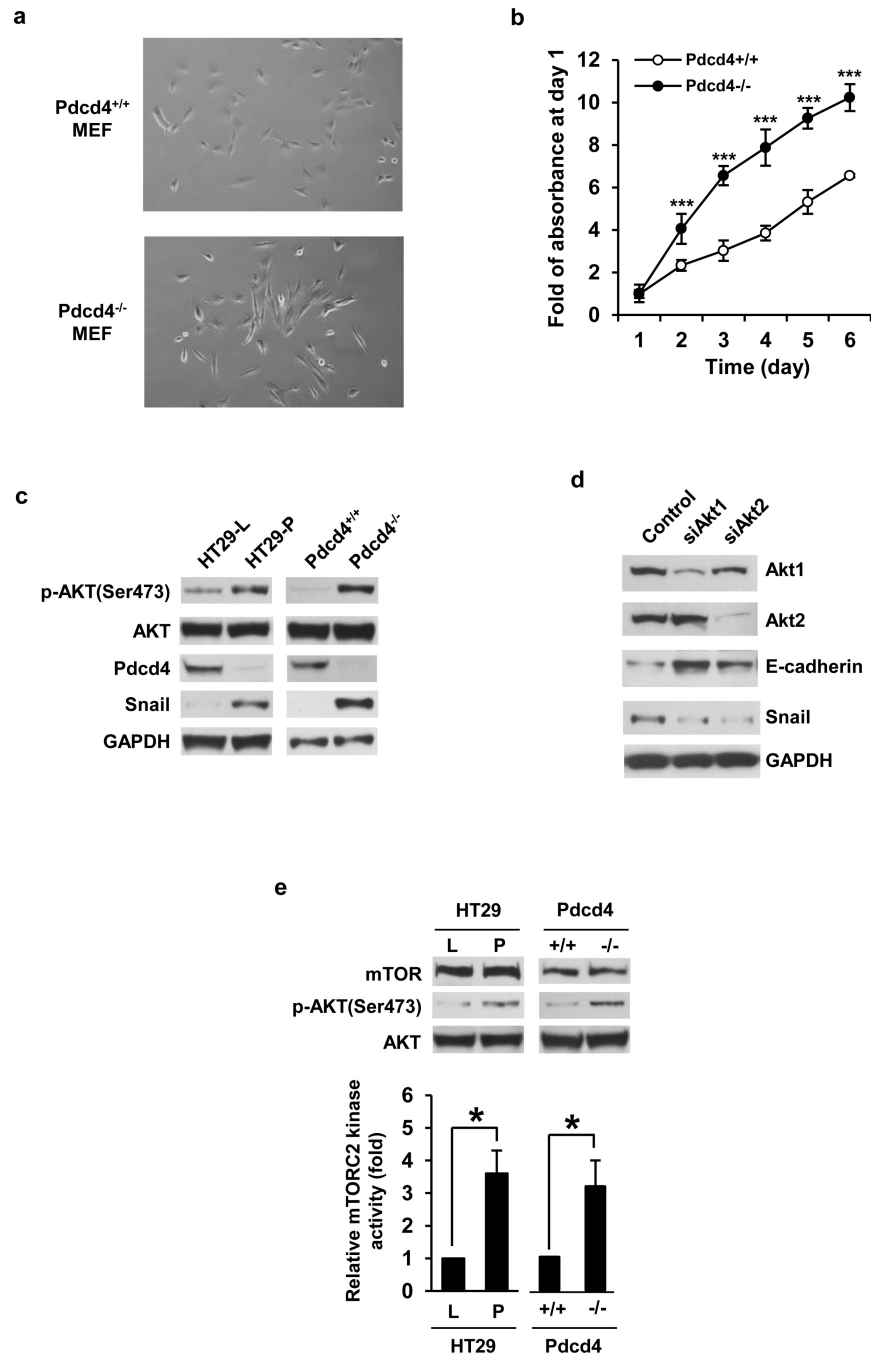 a
Pdcd4+/+
MEF
Pdcd4-/-
MEF
b
Fold of absorbance at day 1
12
10
8
6
4
2
0
Pdcd4+/+
Pdcd4-/-
***
***
***
***
***
1 2 3 4 5 6
Time (day)
c
HT29-L HT29-P Pdcd4+/+ Pdcd4-/-
p-AKT(Ser473)
AKT
Pdcd4
Snail
GAPDH
d
Control siAkt1 siAkt2
Akt1
Akt2
E-cadherin
Snail
GAPDH
e
HT29 Pdcd4
L P +/+ -/-
mTOR
p-AKT(Ser473)
AKT
Relative mTORC2 kinase
activity (fold)
6
5
4
3
2
1
0
* *
L P +/+ -/-
HT29 Pdcd4